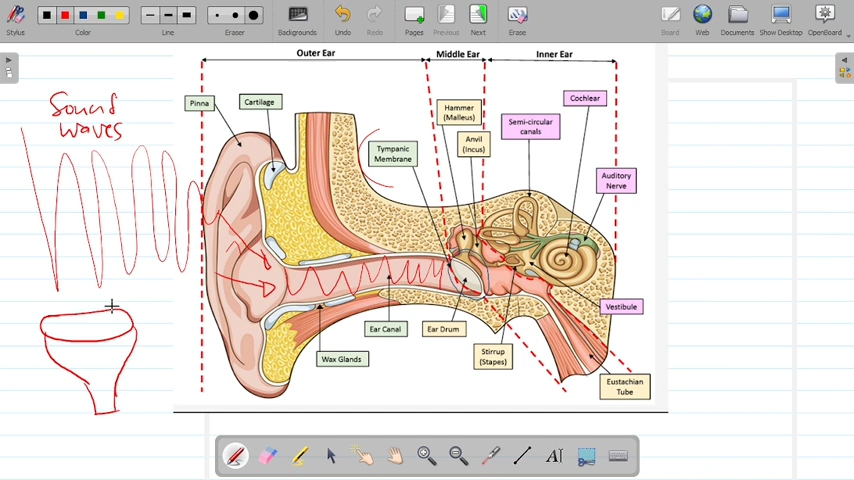 Stylus
Color
Line
Eraser
Backgrounds
Undo
Redo
Pages
Previous
Next
Erase
Board
Web
Documents
Show Desktop
OpenBoard
Outer Ear
Middle Ear
Inner Ear
Sound
waves
Pinna
Cartilage
Tympanic
Membrane
Hammer
(Malleus)
Anvil
(Incus)
Semi-circular
canals
Cochlear
Auditory
Nerve
Vestibule
Ear Canal
Ear Drum
Wax Glands
Stirrup
(Stapes)
Eustachian
Tube